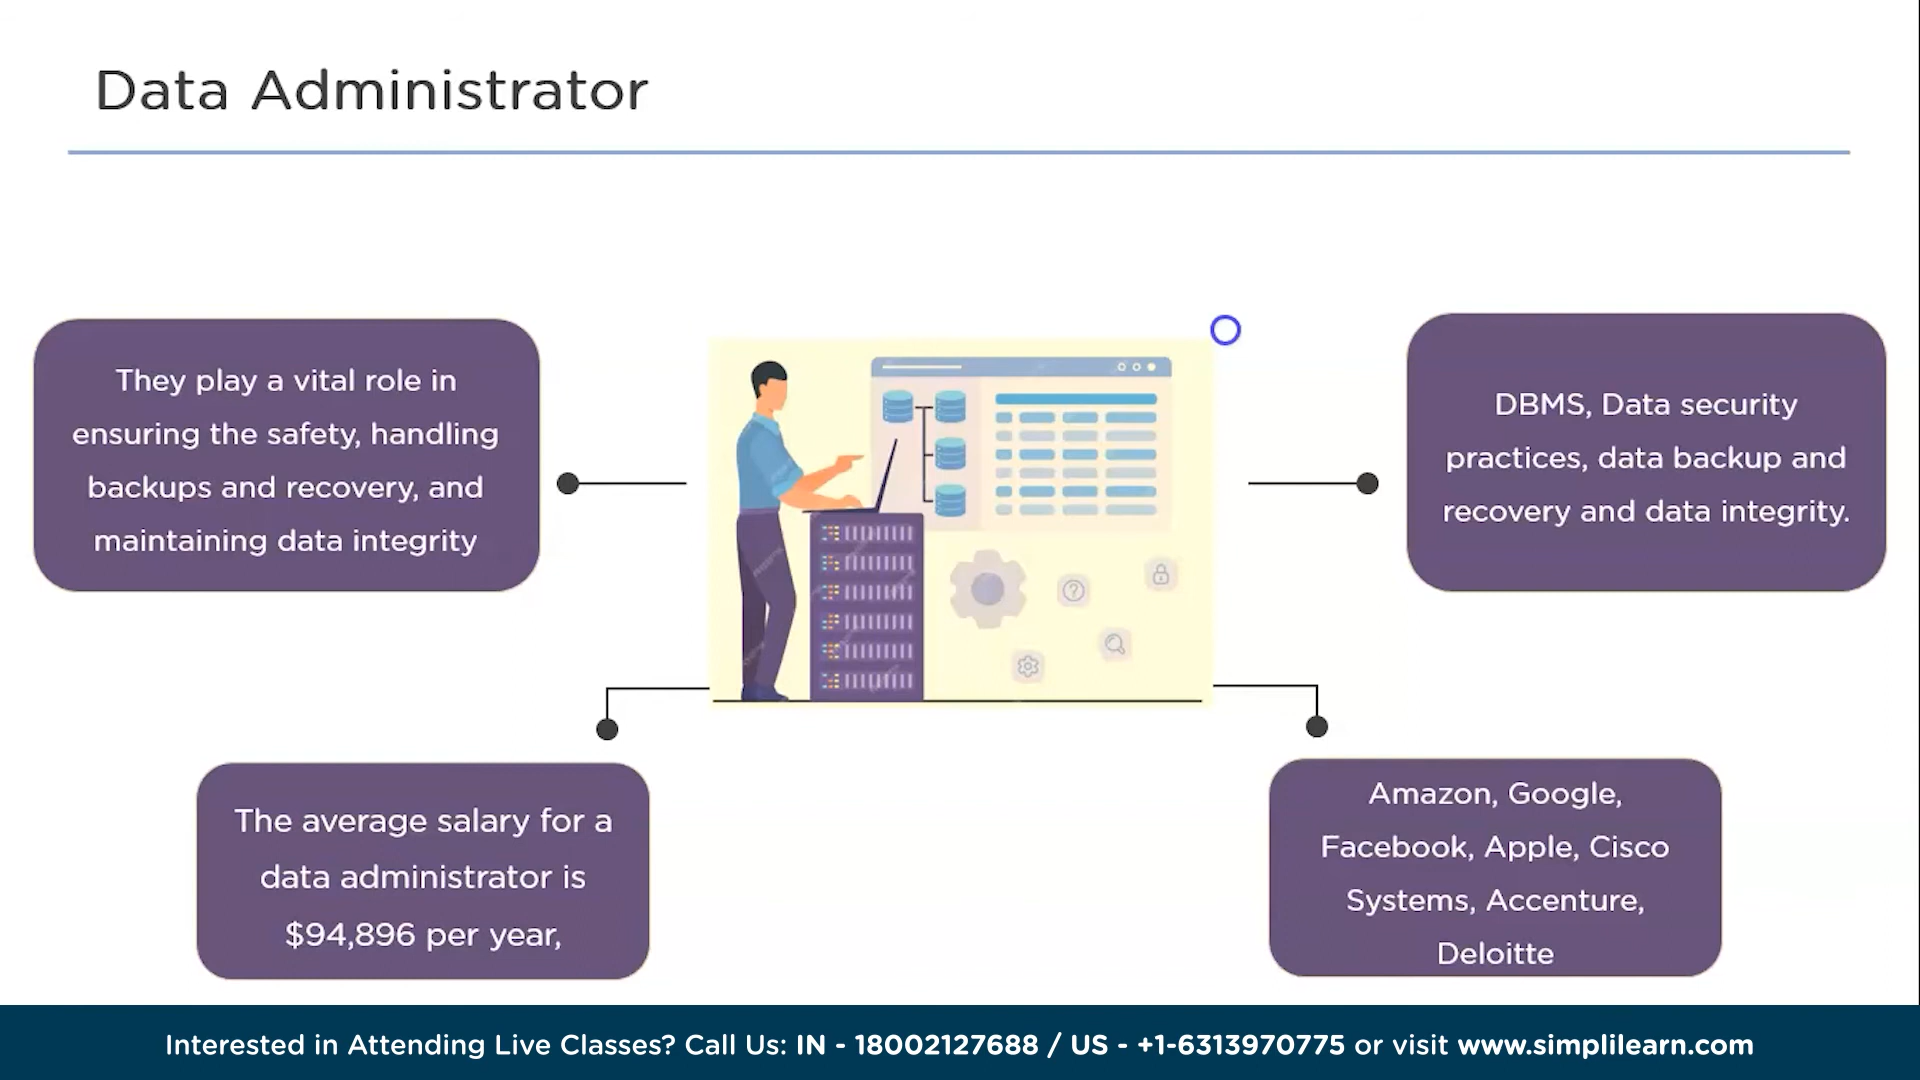 Data Administrator
They play a vital role in
ensuring the safety, handling
backups and recovery, and
maintaining data integrity
DBMS, Data security
practices, data backup and
recovery and data integrity.
The average salary for a
data administrator is
$94,896 per year,
Amazon, Google,
Facebook, Apple, Cisco
Systems, Accenture,
Deloitte
Interested in Attending Live Classes? Call Us: IN - 18002127688 / US - +1-6313970775 or visit www.simplilearn.com